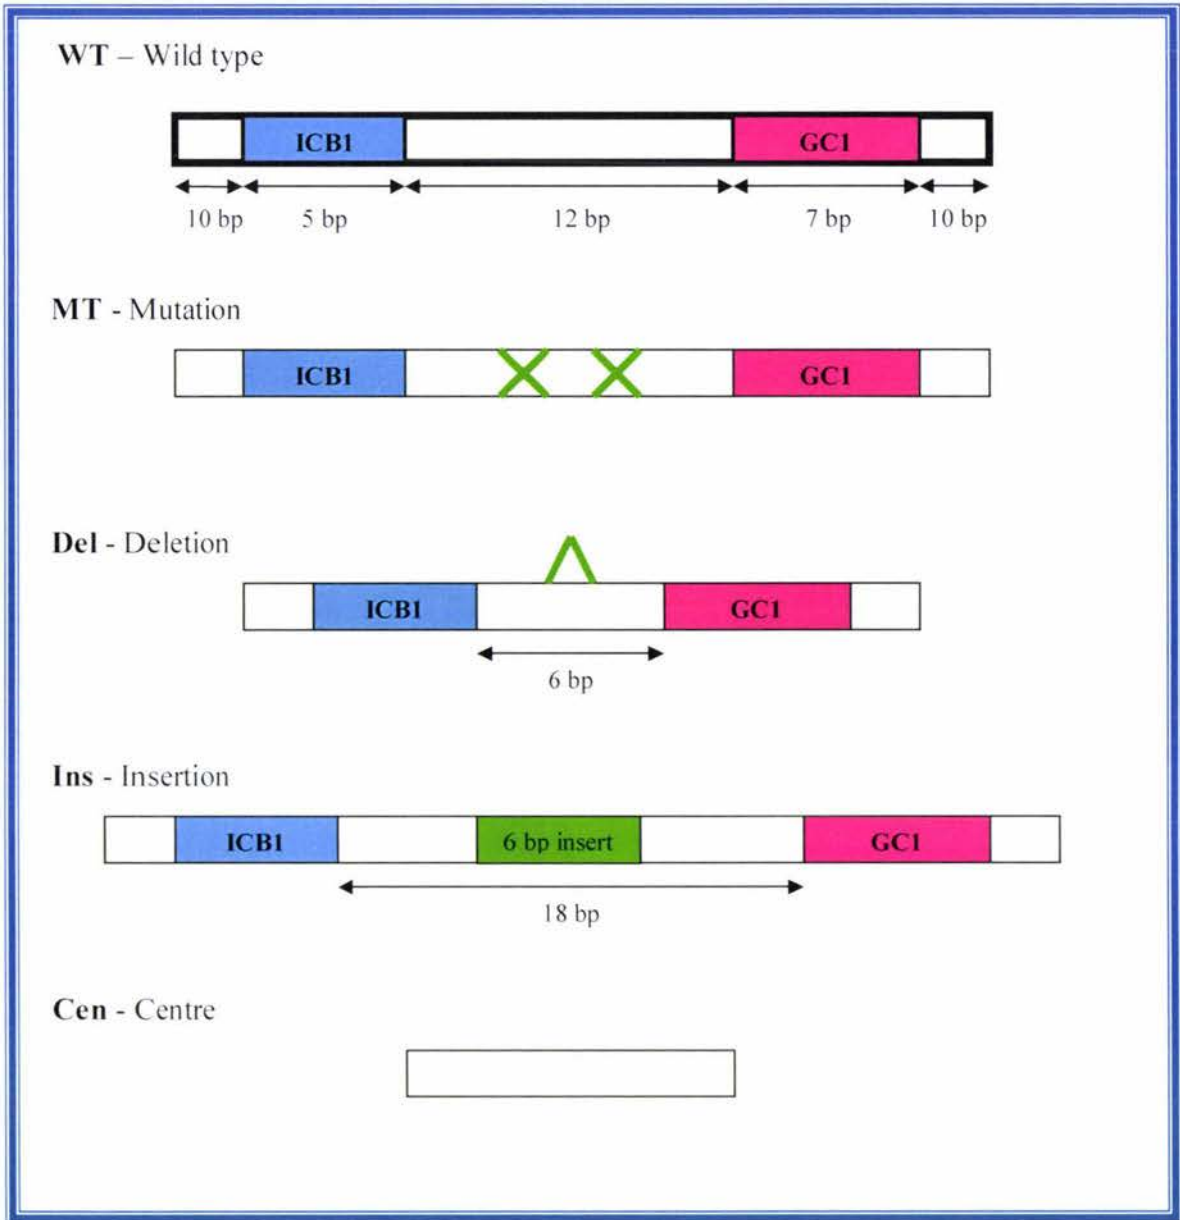 WT – Wild type
ICB1 GC1
10 bp 5 bp 12 bp 7 bp 10 bp
MT - Mutation
ICB1 GC1
Del - Deletion
ICB1 GC1
6 bp
Ins - Insertion
ICB1 6 bp insert GC1
18 bp
Cen - Centre